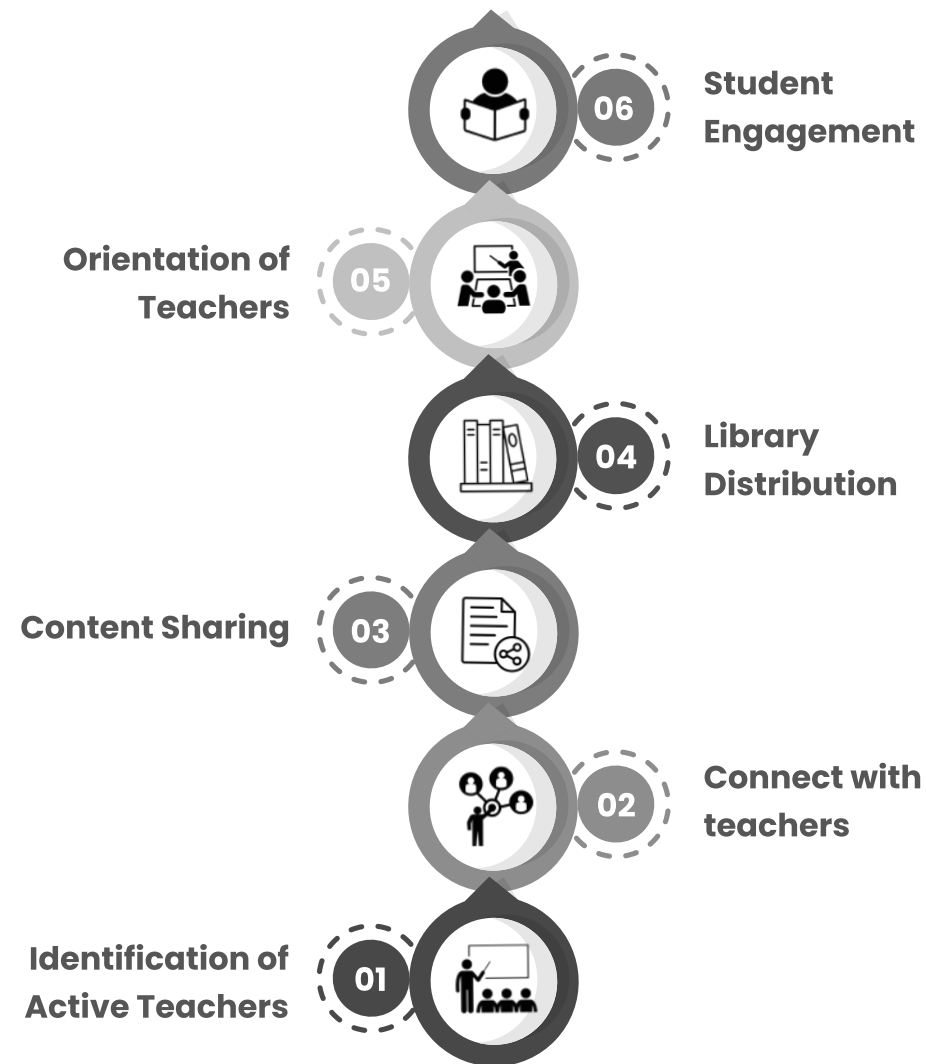 06
Student
Engagement
Orientation of
Teachers
05
04
Library
Distribution
Content Sharing
03
02
Connect with
teachers
Identification of
Active Teachers
01